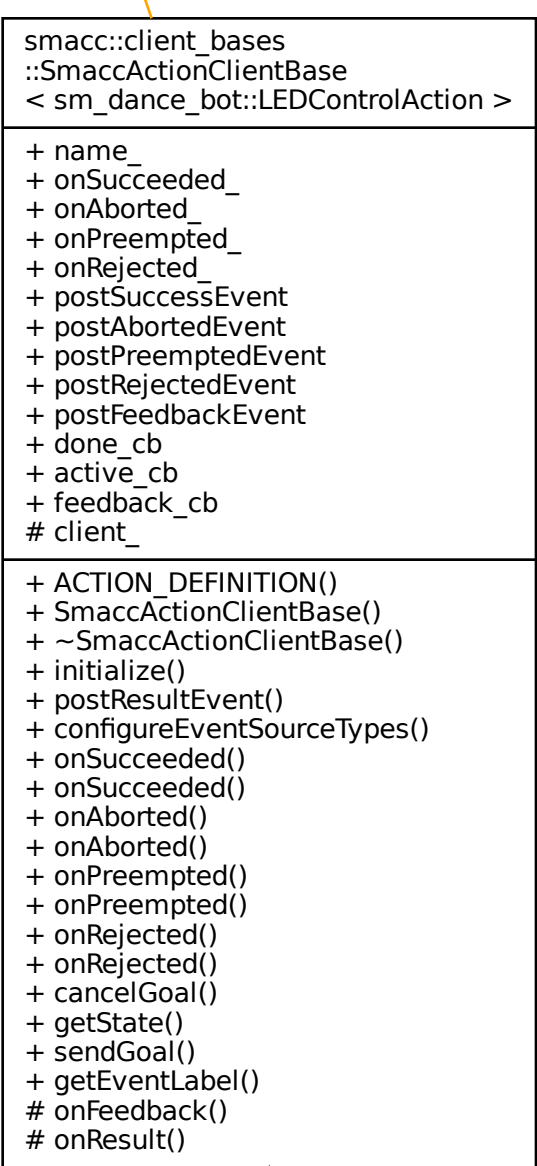 smacc::client_bases
::SmaccActionClientBase
< sm_dance_bot::LEDControlAction >
+ name_
+ onSucceeded_
+ onAborted_
+ onPreempted_
+ onRejected_
+ postSuccessEvent
+ postAbortedEvent
+ postPreemptedEvent
+ postRejectedEvent
+ postFeedbackEvent
+ done_cb
+ active_cb
+ feedback_cb
# client_
+ ACTION_DEFINITION()
+ SmaccActionClientBase()
+ ~SmaccActionClientBase()
+ initialize()
+ postResultEvent()
+ configureEventSourceTypes()
+ onSucceeded()
+ onSucceeded()
+ onAborted()
+ onAborted()
+ onPreempted()
+ onPreempted()
+ onRejected()
+ onRejected()
+ cancelGoal()
+ getState()
+ sendGoal()
+ getEventLabel()
# onFeedback()
# onResult()